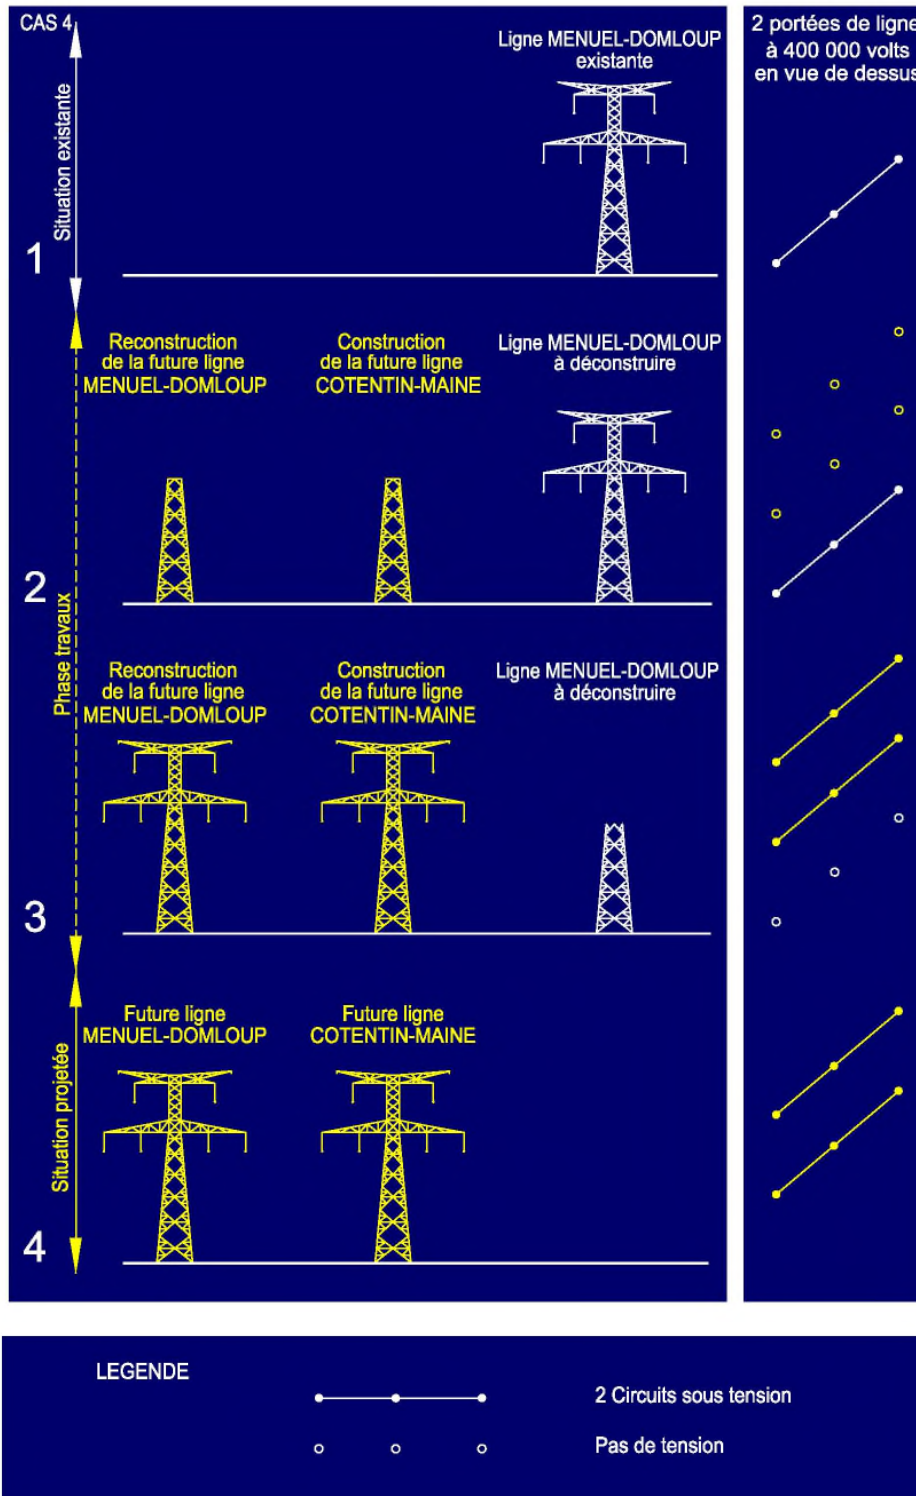 CAS 4
Situation existante
1
Ligne MENUEL-DOMLOUP
existante
2 portées de ligne
à 400 000 volts
en vue de dessus
Phase travaux
2
Reconstruction
de la future ligne
MENUEL-DOMLOUP
Construction
de la future ligne
COTENTIN-MAINE
Ligne MENUEL-DOMLOUP
à déconstruire
3
Reconstruction
de la future ligne
MENUEL-DOMLOUP
Construction
de la future ligne
COTENTIN-MAINE
Ligne MENUEL-DOMLOUP
à déconstruire
Situation projetée
4
Future ligne
MENUEL-DOMLOUP
Future ligne
COTENTIN-MAINE
LEGENDE
2 Circuits sous tension
Pas de tension